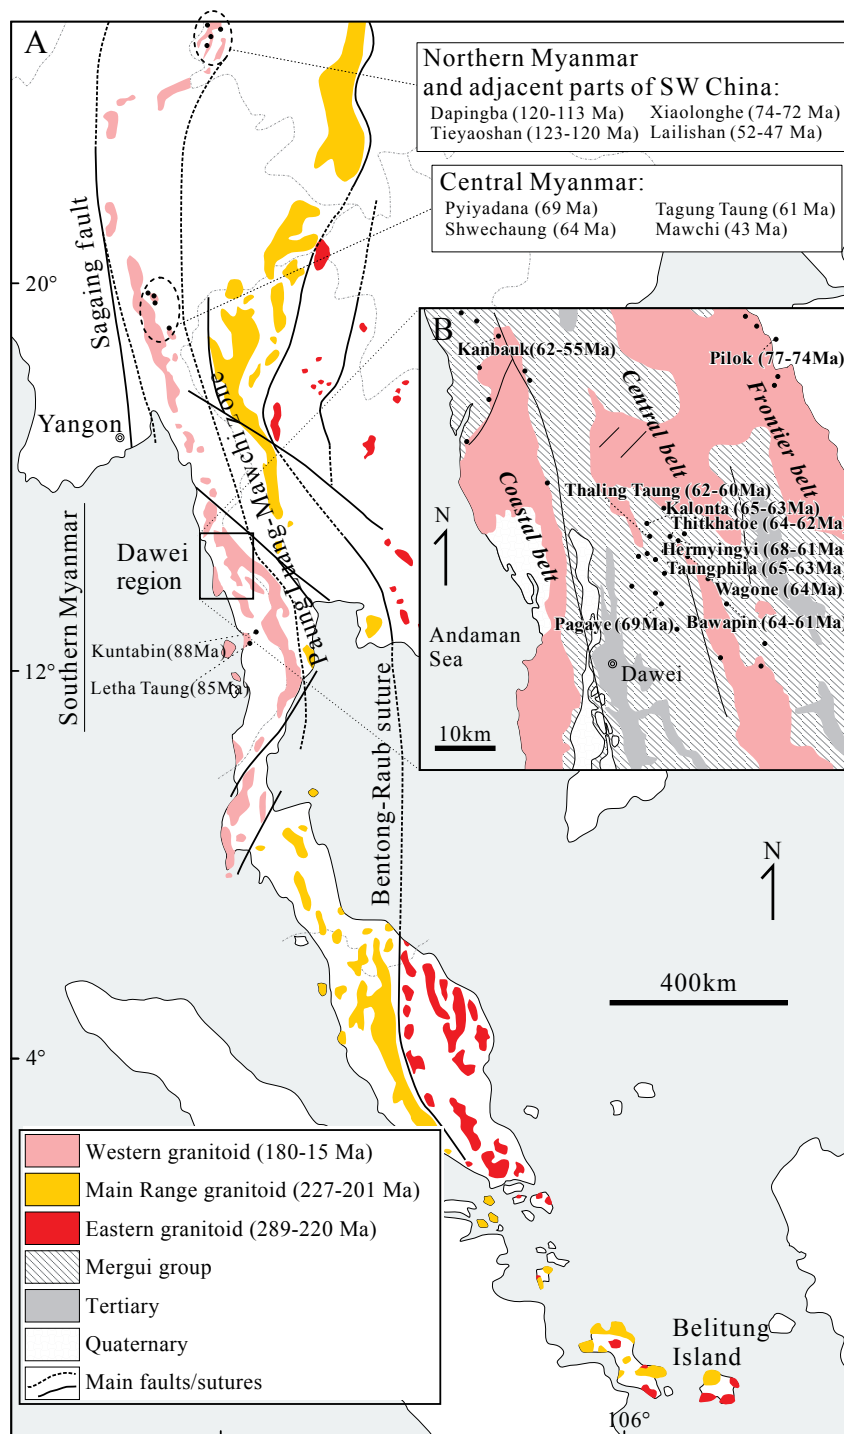 A
Northern Myanmar
and adjacent parts of SW China:
Dapingba (120-113 Ma) Xiaolonghe (74-72 Ma)
Tieyaoshan (123-120 Ma) Lailishan (52-47 Ma)
Central Myanmar:
Pyiyadana (69 Ma) Tagung Taung (61 Ma)
Shwechaung (64 Ma) Mawchi (43 Ma)
Sagaing fault
20°
Yangon
Paung Luang-Mawchi zone
Southern Myanmar
Dawei
region
Kuntabin(88Ma)
Letha Taung(85Ma)
12°
Bentong-Raub suture
B
Kanbauk(62-55Ma)
Pilok(77-74Ma)
Central belt
Frontier belt
Coastal belt
N
Thaling Taung (62-60Ma)
Kalonta (65-63Ma)
Thitkhatoe (64-62Ma)
Hermyingyi (68-61Ma)
Taungphila (65-63Ma)
Wagone (64Ma)
Pagaye (69Ma)
Bawapin (64-61Ma)
Andaman
Sea
Dawei
10km
N
400km
4°
Western granitoid (180-15 Ma)
Main Range granitoid (227-201 Ma)
Eastern granitoid (289-220 Ma)
Mergui group
Tertiary
Quaternary
Main faults/sutures
Belitung
Island
106°